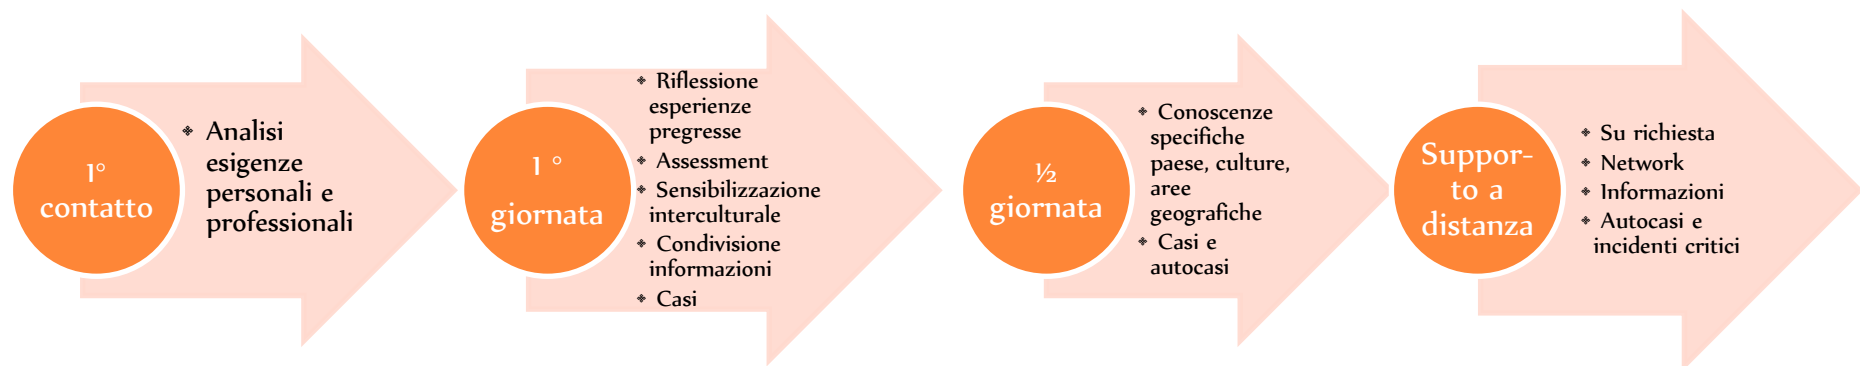 1°
contatto
❖ Analisi
esigenze
personali e
professionali
1 °
giornata
❖ Riflessione
esperienze
pregresse
❖ Assessment
❖ Sensibilizzazione
interculturale
❖ Condivisione
informazioni
❖ Casi
½
giornata
❖ Conoscenze
specifiche
paese, culture,
aree
geografiche
❖ Casi e
autocasi
Suppor-
to a
distanza
❖ Su richiesta
❖ Network
❖ Informazioni
❖ Autocasi e
incidenti critici